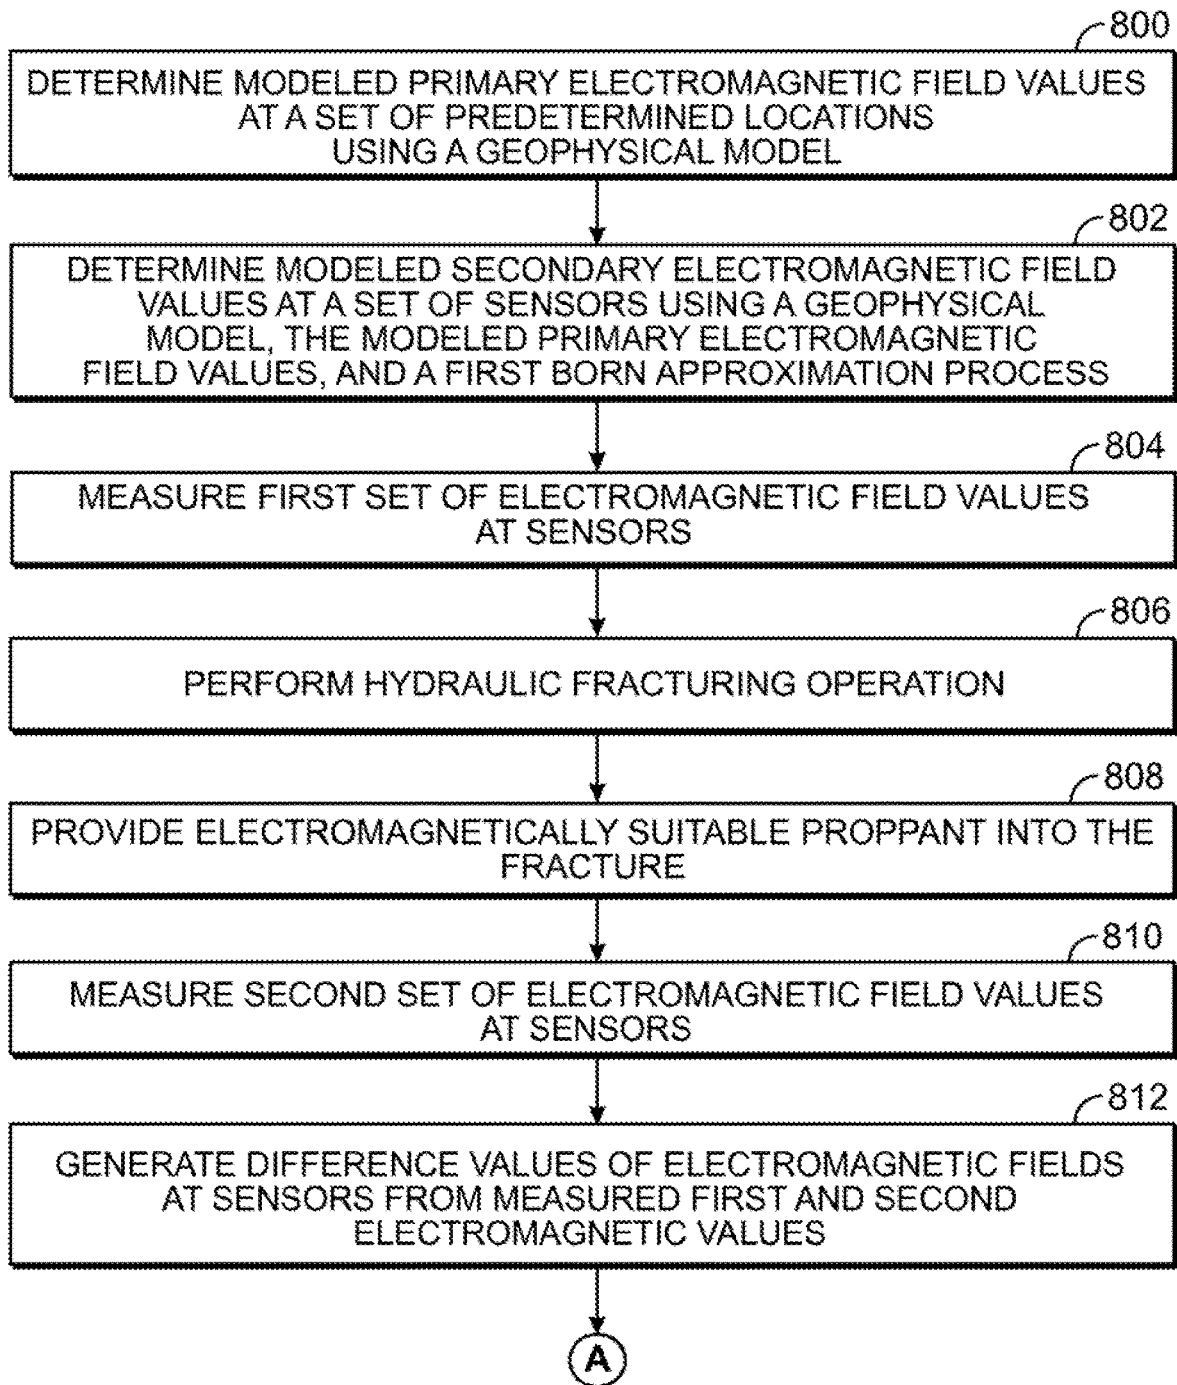 800
DETERMINE MODELED PRIMARY ELECTROMAGNETIC FIELD VALUES
AT A SET OF PREDETERMINED LOCATIONS
USING A GEOPHYSICAL MODEL
802
DETERMINE MODELED SECONDARY ELECTROMAGNETIC FIELD
VALUES AT A SET OF SENSORS USING A GEOPHYSICAL
MODEL, THE MODELED PRIMARY ELECTROMAGNETIC
FIELD VALUES, AND A FIRST BORN APPROXIMATION PROCESS
804
MEASURE FIRST SET OF ELECTROMAGNETIC FIELD VALUES
AT SENSORS
806
PERFORM HYDRAULIC FRACTURING OPERATION
808
PROVIDE ELECTROMAGNETICALLY SUITABLE PROPPANT INTO THE
FRACTURE
810
MEASURE SECOND SET OF ELECTROMAGNETIC FIELD VALUES
AT SENSORS
812
GENERATE DIFFERENCE VALUES OF ELECTROMAGNETIC FIELDS
AT SENSORS FROM MEASURED FIRST AND SECOND
ELECTROMAGNETIC VALUES
A